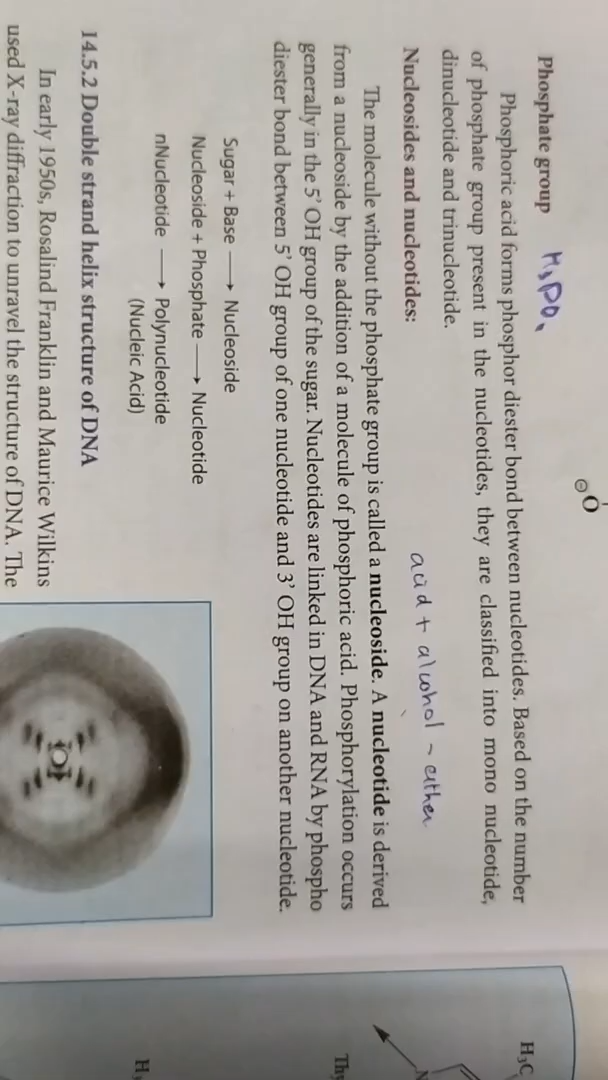 O
⊖
Phosphate group H3PO4
Phosphoric acid forms phosphor diester bond between nucleotides. Based on the number
of phosphate group present in the nucleotides, they are classified into mono nucleotide,
dinucleotide and trinucleotide.
acid + alcohol – either
Nucleosides and nucleotides:
The molecule without the phosphate group is called a nucleoside. A nucleotide is derived
from a nucleoside by the addition of a molecule of phosphoric acid. Phosphorylation occurs
generally in the 5' OH group of the sugar. Nucleotides are linked in DNA and RNA by phospho
diester bond between 5' OH group of one nucleotide and 3' OH group on another nucleotide.
Sugar + Base ⟶ Nucleoside
Nucleoside + Phosphate ⟶ Nucleotide
nNucleotide ⟶ Polynucleotide
(Nucleic Acid)
14.5.2 Double strand helix structure of DNA
In early 1950s, Rosalind Franklin and Maurice Wilkins
used X-ray diffraction to unravel the structure of DNA. The
H₃C
N
Thy
H